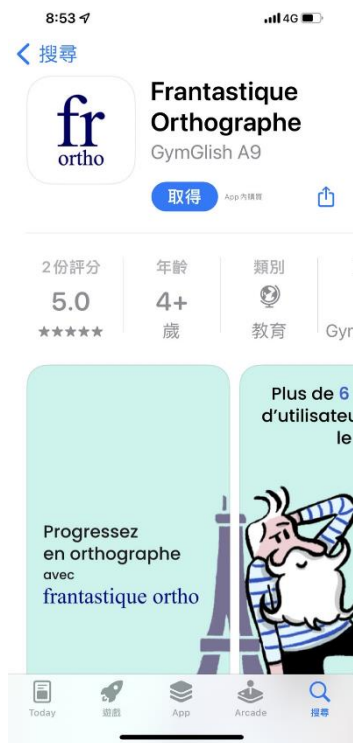 8:53
4G
搜尋
fr
ortho
Frantastique
Orthographe
GymGlish A9
取得
App 內購買
2份評分
年齡
類別
5.0
4+
歲
教育
Gym
Progressez
en orthographe
avec
frantastique ortho
Plus de 6
d'utilisateu
le
Today
遊戲
App
Arcade
搜尋